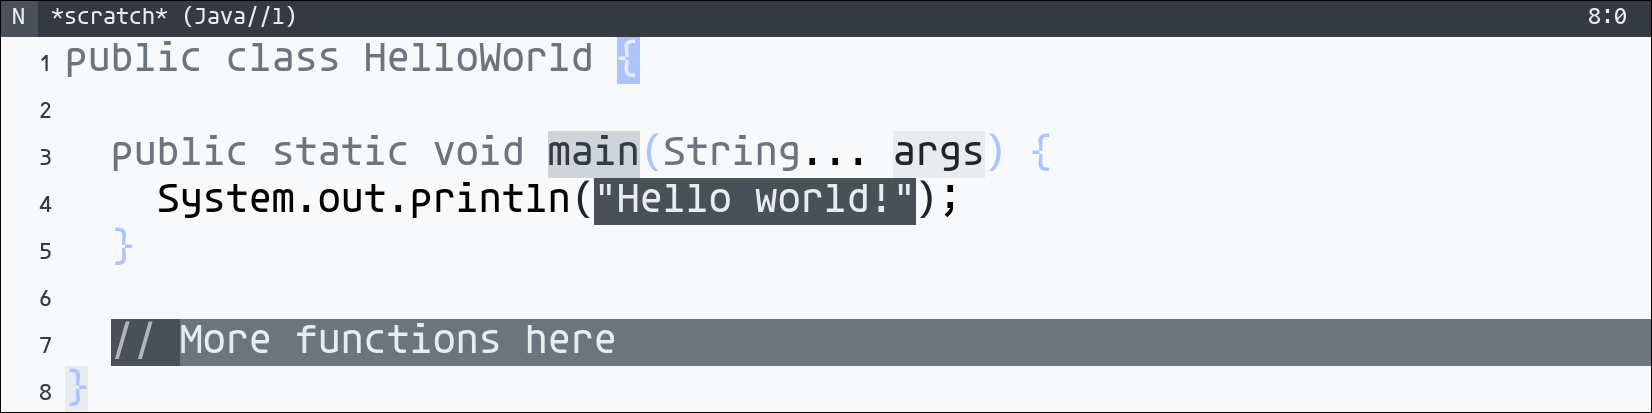 N *scratch* (Java//l) 8:0
1 public class HelloWorld {
2
3 public static void main(String... args) {
4 System.out.println("Hello world!");
5 }
6
7 // More functions here
8 }